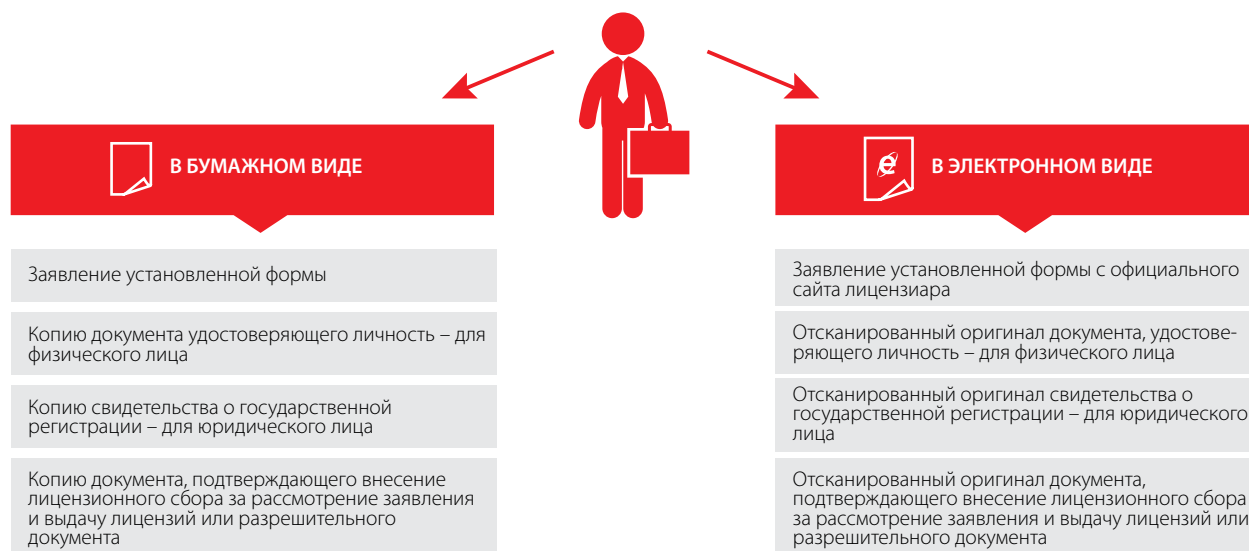 В БУМАЖНОМ ВИДЕ
Заявление установленной формы
Копию документа удостоверяющего личность – для
физического лица
Копию свидетельства о государственной
регистрации – для юридического лица
Копию документа, подтверждающего внесение
лицензионного сбора за рассмотрение заявления
и выдачу лицензий или разрешительного
документа
В ЭЛЕКТРОННОМ ВИДЕ
Заявление установленной формы с официального
сайта лицензиара
Отсканированный оригинал документа, удостове-
ряющего личность – для физического лица
Отсканированный оригинал свидетельства о
государственной регистрации – для юридического
лица
Отсканированный оригинал документа,
подтверждающего внесение лицензионного сбора
за рассмотрение заявления и выдачу лицензий или
разрешительного документа